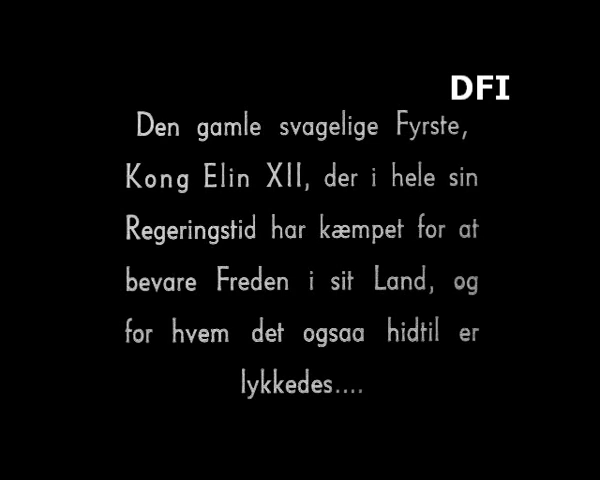 DFI
Den gamle svagelige Fyrste,
Kong Elin XII, der i hele sin
Regeringstid har kæmpet for at
bevare Freden i sit Land, og
for hvem det ogsaa hidtil er
lykkedes....